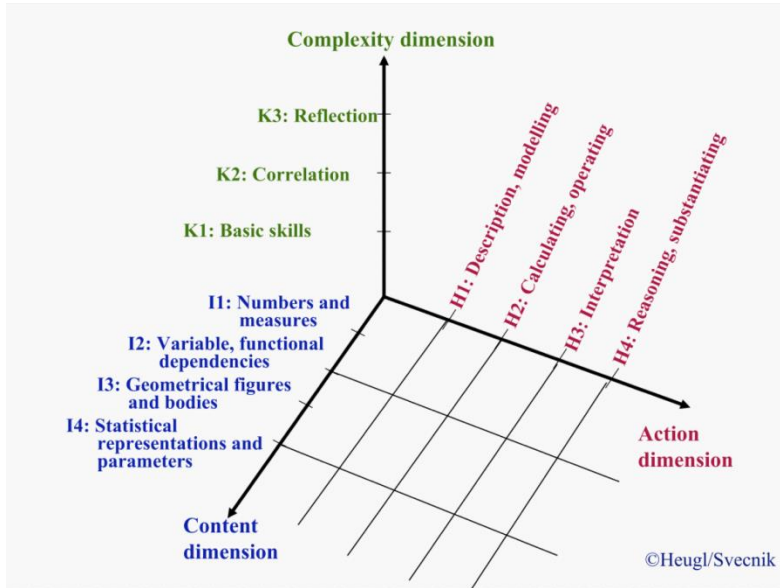 Complexity dimension
K3: Reflection
K2: Correlation
K1: Basic skills
H1: Description, modelling
H2: Calculating, operating
H3: Interpretation
H4: Reasoning, substantiating
I1: Numbers and
measures
I2: Variable, functional
dependencies
I3: Geometrical figures
and bodies
I4: Statistical
representations and
parameters
Action
dimension
Content
dimension
©Heugl/Svecnik